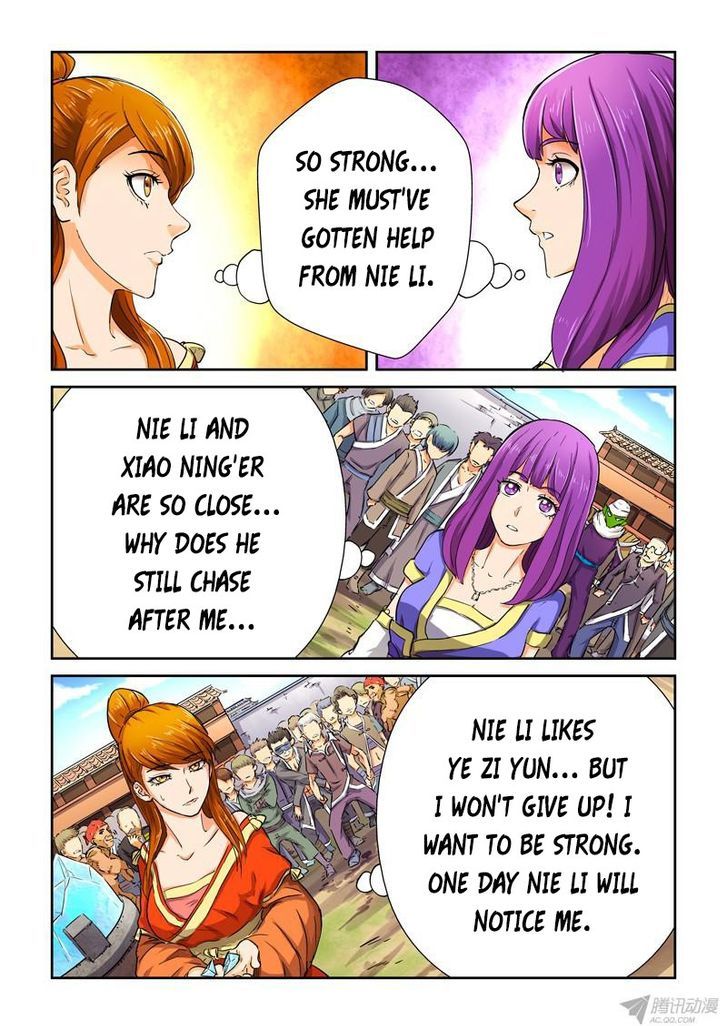 SO STRONG...
SHE MUST'VE
GOTTEN HELP
FROM NIE LI.
NIE LI AND
XIAO NING'ER
ARE SO CLOSE...
WHY DOES HE
STILL CHASE
AFTER ME...
NIE LI LIKES
YE ZI YUN... BUT
I WON'T GIVE UP! I
WANT TO BE STRONG.
ONE DAY NIE LI WILL
NOTICE ME.
腾讯动漫
AC.QQ.COM